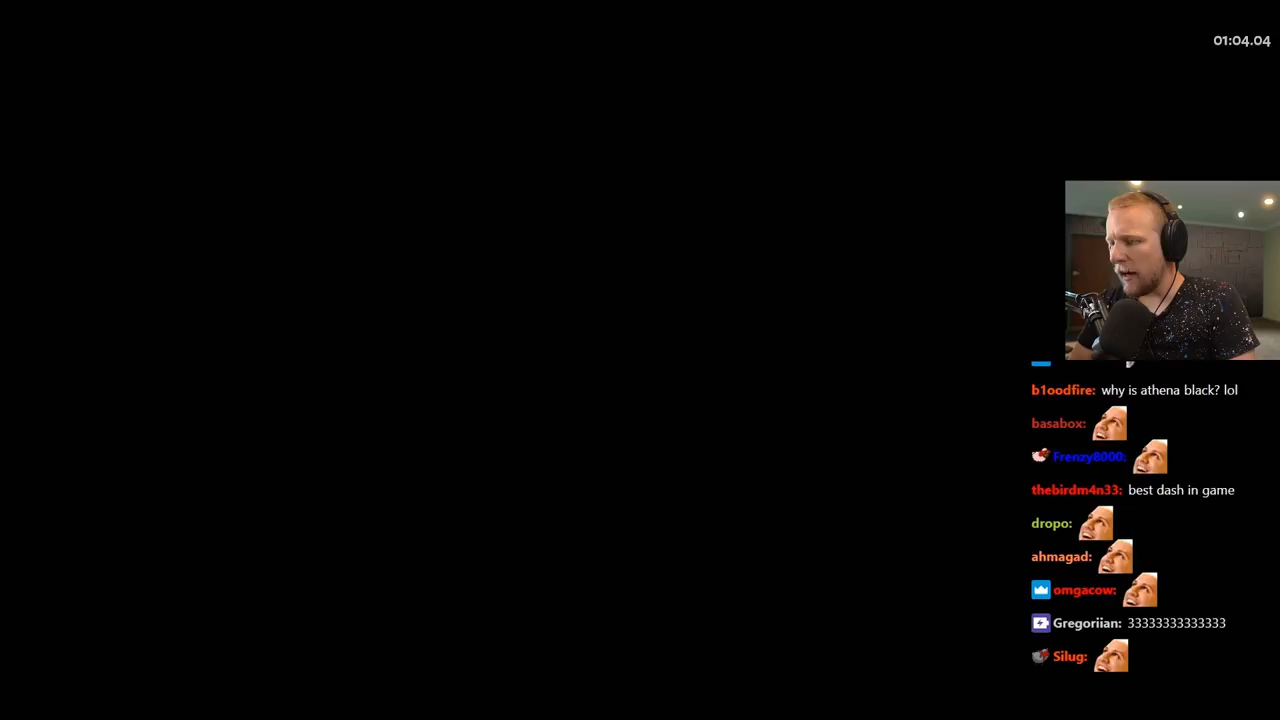 01:04.04
b1oodfire: why is athena black? lol
basabox:
Frenzy8000:
thebirdm4n33: best dash in game
dropo:
ahmagad:
omgacow:
Gregoriian: 33333333333333
Silug: